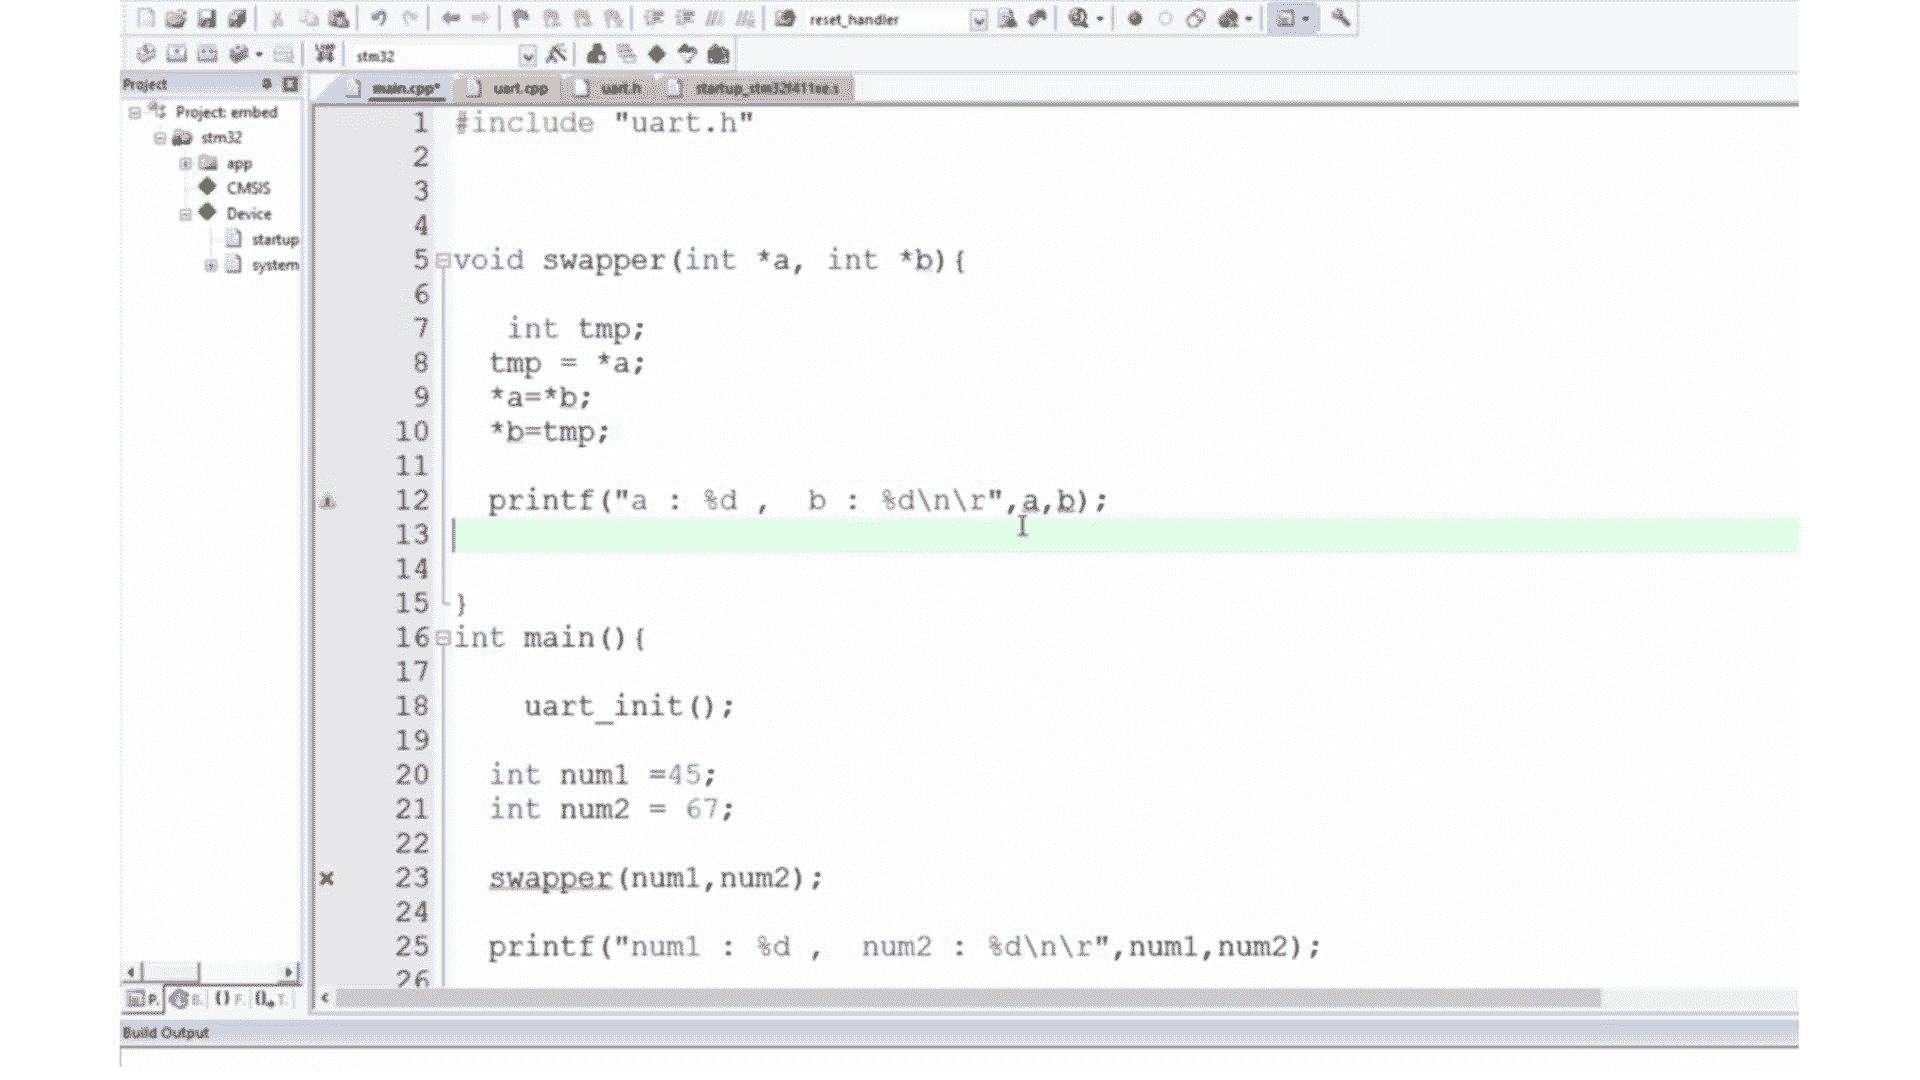 reset_handler
stm32
Project
main.cpp* uart.cpp uart.h startup_stm32f411xe.s
Project: embed
stm32
app
CMSIS
Device
startup
system
1 #include "uart.h"
2
3
4
5 void swapper(int *a, int *b){
6
7 int tmp;
8 tmp = *a;
9 *a=*b;
10 *b=tmp;
11
12 printf("a : %d , b : %d\n\r",a,b);
13
14
15 }
16 int main(){
17
18 uart_init();
19
20 int num1 =45;
21 int num2 = 67;
22
23 swapper(num1,num2);
24
25 printf("num1 : %d , num2 : %d\n\r",num1,num2);
26
P. B. {} F. 0. T.
Build Output